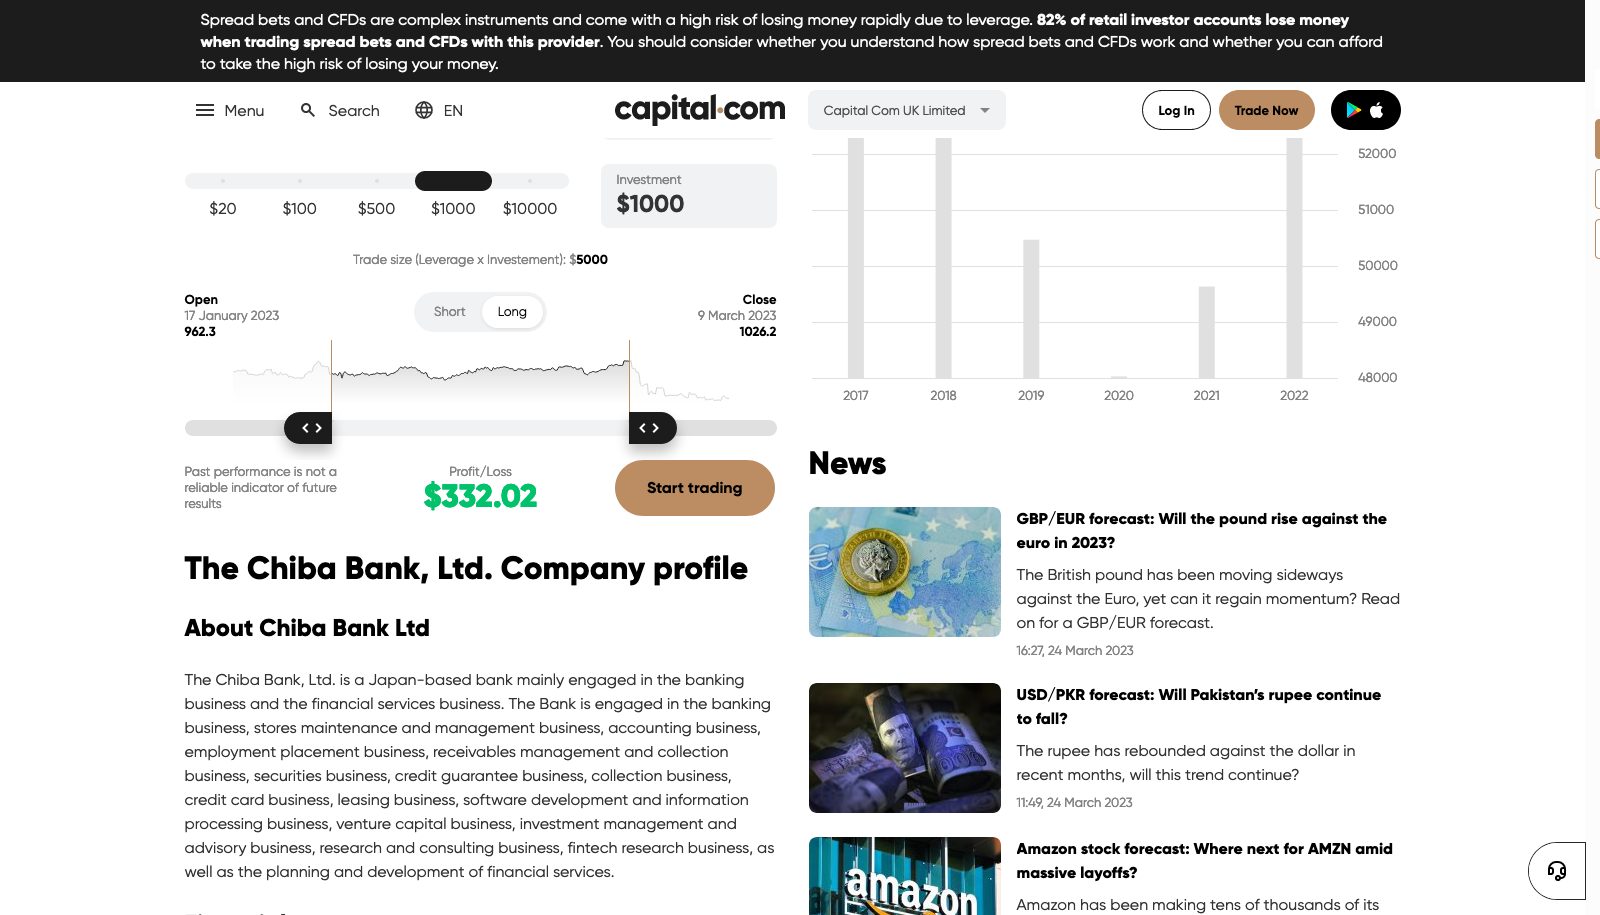 Spread bets and CFDs are complex instruments and come with a high risk of losing money rapidly due to leverage. 82% of retail investor accounts lose money
when trading spread bets and CFDs with this provider. You should consider whether you understand how spread bets and CFDs work and whether you can afford
to take the high risk of losing your money.
Menu
Search
EN
capital.com
Capital Com UK Limited
Log In
Trade Now
$20
$100
$500
$1000
$10000
Investment
$1000
Trade size (Leverage x Investement): $5000
Open
17 January 2023
962.3
Short
Long
Close
9 March 2023
1026.2
Past performance is not a
reliable indicator of future
results
Profit/Loss
$332.02
Start trading
The Chiba Bank, Ltd. Company profile
About Chiba Bank Ltd
The Chiba Bank, Ltd. is a Japan-based bank mainly engaged in the banking
business and the financial services business. The Bank is engaged in the banking
business, stores maintenance and management business, accounting business,
employment placement business, receivables management and collection
business, securities business, credit guarantee business, collection business,
credit card business, leasing business, software development and information
processing business, venture capital business, investment management and
advisory business, research and consulting business, fintech research business, as
well as the planning and development of financial services.
52000
51000
50000
49000
48000
2017
2018
2019
2020
2021
2022
News
GBP/EUR forecast: Will the pound rise against the
euro in 2023?
The British pound has been moving sideways
against the Euro, yet can it regain momentum? Read
on for a GBP/EUR forecast.
16:27, 24 March 2023
USD/PKR forecast: Will Pakistan's rupee continue
to fall?
The rupee has rebounded against the dollar in
recent months, will this trend continue?
11:49, 24 March 2023
amazon
Amazon stock forecast: Where next for AMZN amid
massive layoffs?
Amazon has been making tens of thousands of its